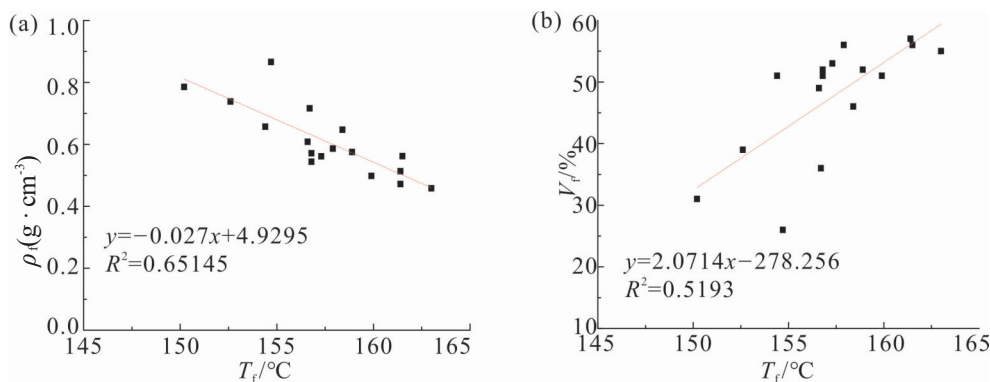 (a)
1.0
0.8
0.6
0.4
0.2
0.0
ρf(g · cm⁻³)
y=−0.027x+4.9295
R²=0.65145
145 150 155 160 165
Tf/°C
(b)
60
50
40
30
20
10
Vf/%
y=2.0714x−278.256
R²=0.5193
145 150 155 160 165
Tf/°C